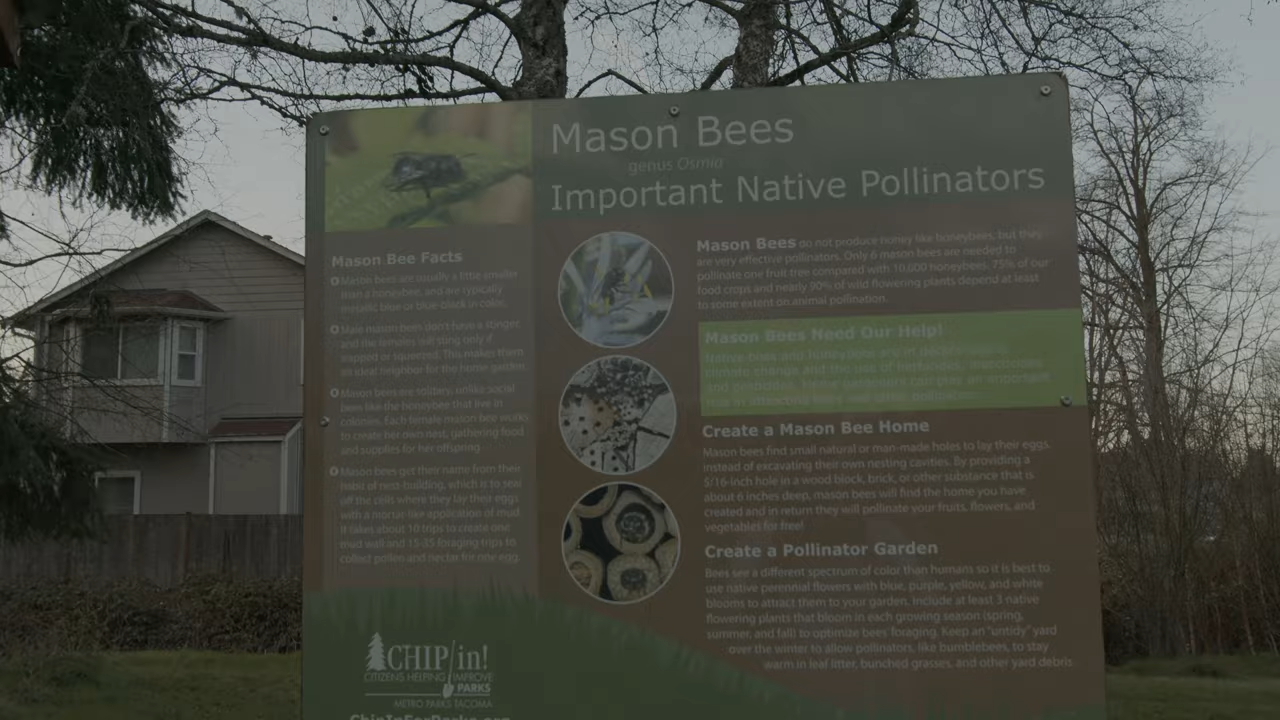 Mason Bees
genus Osmia
Important Native Pollinators
Mason Bee Facts
Mason bees are usually a little smaller
than a honeybee, and are typically
metallic blue or blue-black in color.
Male mason bees don't have a stinger
and the females will sting only if
trapped or squeezed. This makes them
an ideal neighbor for the home garden.
Mason bees are solitary, unlike social
bees like the honeybee that live in
colonies. Each female mason bee works
to create her own nest, gathering food
and supplies for her offspring.
Mason bees get their name from their
habit of nest-building, which is to seal
off the cells where they lay their eggs
with a mortar-like application of mud.
It takes about 10 trips to create one
mud wall and 15-35 foraging trips to
collect pollen and nectar for one egg.
Mason Bees do not produce honey like honeybees, but they
are very effective pollinators. Only 6 mason bees are needed to
pollinate one fruit tree compared with 10,000 honeybees. 75% of our
food crops and nearly 90% of wild flowering plants depend at least
to some extent on animal pollination.
Mason Bees Need Our Help!
Native bees and honeybees are in
climate change and the use of herbicides, insecticides,
and pesticides. Home gardens can comprise an important
Create a Mason Bee Home
Mason bees find small natural or man-made holes to lay their eggs,
instead of excavating their own nesting cavities. By providing a
5/16-inch hole in a wood block, brick, or other substance that is
about 6 inches deep, mason bees will find the home you have
created and in return they will pollinate your fruits, flowers, and
vegetables for free!
Create a Pollinator Garden
Bees see a different spectrum of color than humans so it is best to
use native perennial flowers with blue, purple, yellow, and white
blooms to attract them to your garden. Include at least 3 native
flowering plants that bloom in each growing season (spring,
summer, and fall) to optimize bees' foraging. Keep an "untidy" yard
over the winter to allow pollinators, like bumblebees, to stay
warm in leaf litter, bunched grasses, and other yard debris.
CHIP/in!
CITIZENS HELPING IMPROVE
PARKS
METRO PARKS TACOMA
ChipInForParks.org